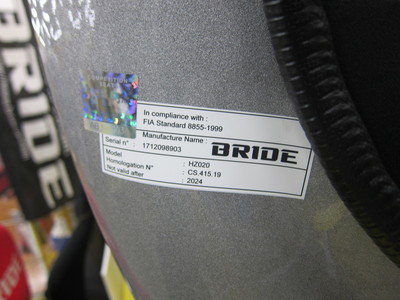 BRIDE
In compliance with :
FIA Standard 8855-1999
Manufacture Name :
BRIDE
Serial n° : 1712098903
Model : HZ020
Homologation N° : CS.415.19
Not valid after : 2024